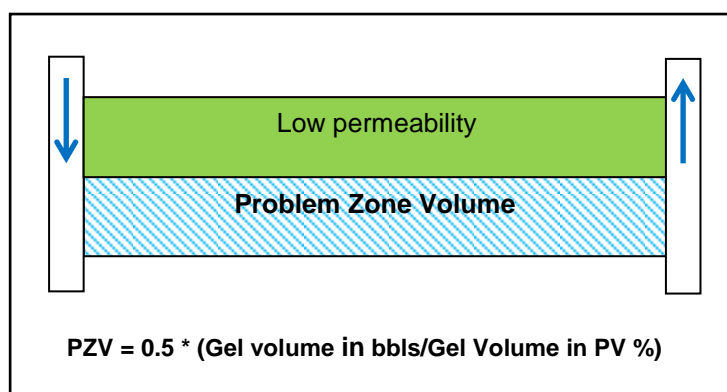 Low permeability
Problem Zone Volume
PZV = 0.5 * (Gel volume in bbls/Gel Volume in PV %)